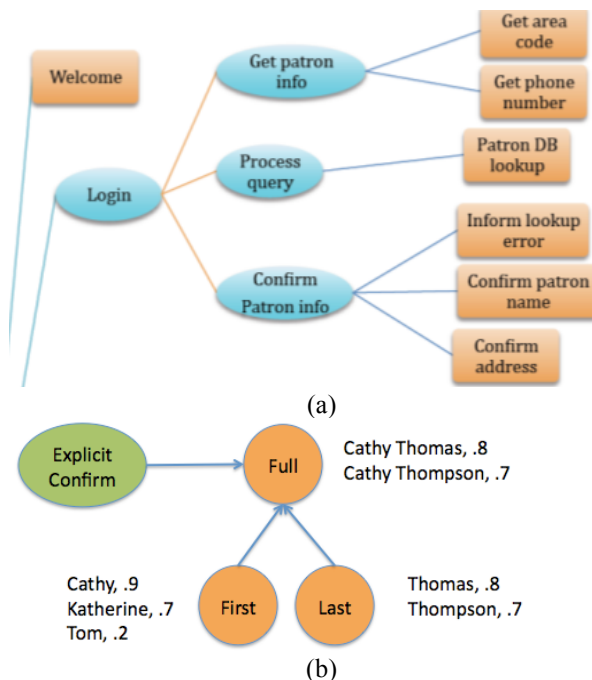 Welcome
Login
Get patron
info
Process
query
Confirm
Patron info
Get area
code
Get phone
number
Patron DB
lookup
Inform lookup
error
Confirm patron
name
Confirm
address
(a)
Explicit
Confirm
Full
Cathy Thomas, .8
Cathy Thompson, .7
Cathy, .9
Katherine, .7
Tom, .2
First
Last
Thomas, .8
Thompson, .7
(b)